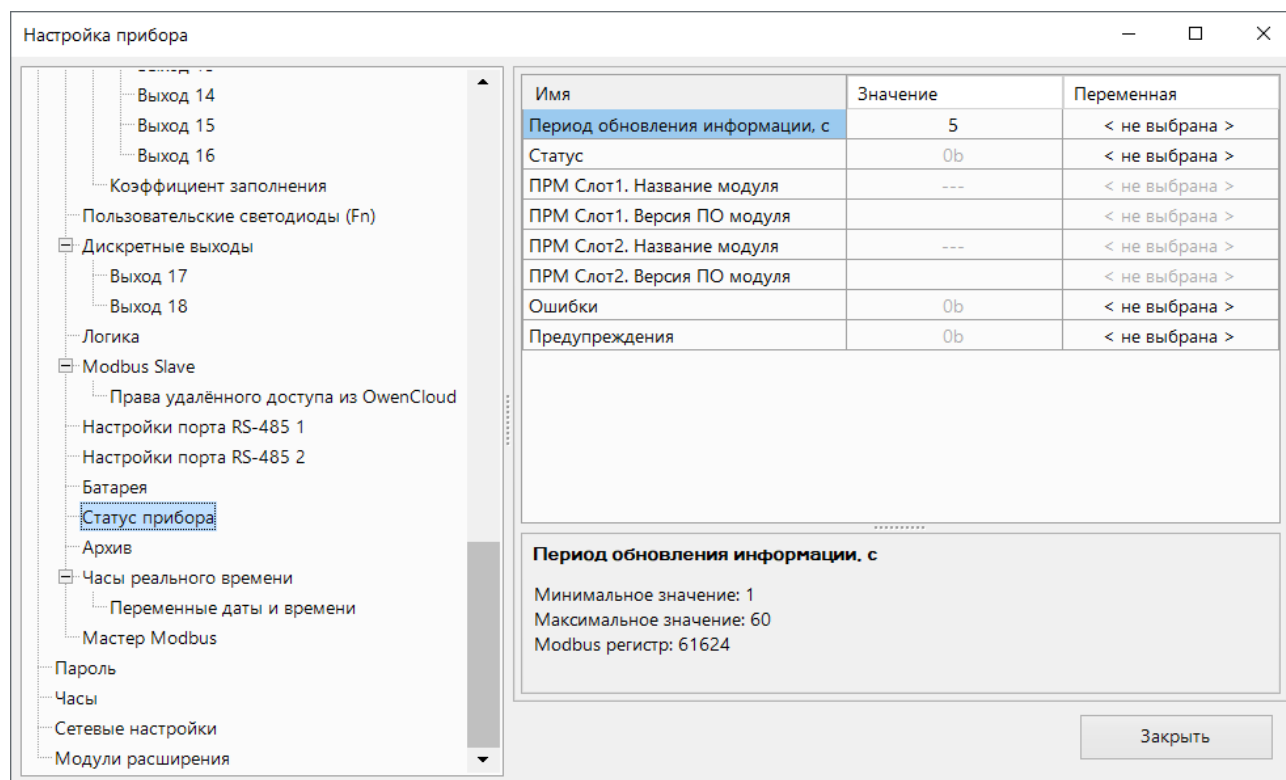 Настройка прибора
Выход 14
Выход 15
Выход 16
Коэффициент заполнения
Пользовательские светодиоды (Fn)
Дискретные выходы
Выход 17
Выход 18
Логика
Modbus Slave
Права удалённого доступа из OwenCloud
Настройки порта RS-485 1
Настройки порта RS-485 2
Батарея
Статус прибора
Архив
Часы реального времени
Переменные даты и времени
Мастер Modbus
Пароль
Часы
Сетевые настройки
Модули расширения
Имя Значение Переменная
Период обновления информации, с 5 < не выбрана >
Статус 0b < не выбрана >
ПРМ Слот1. Название модуля --- < не выбрана >
ПРМ Слот1. Версия ПО модуля < не выбрана >
ПРМ Слот2. Название модуля --- < не выбрана >
ПРМ Слот2. Версия ПО модуля < не выбрана >
Ошибки 0b < не выбрана >
Предупреждения 0b < не выбрана >
Период обновления информации, с
Минимальное значение: 1
Максимальное значение: 60
Modbus регистр: 61624
Закрыть